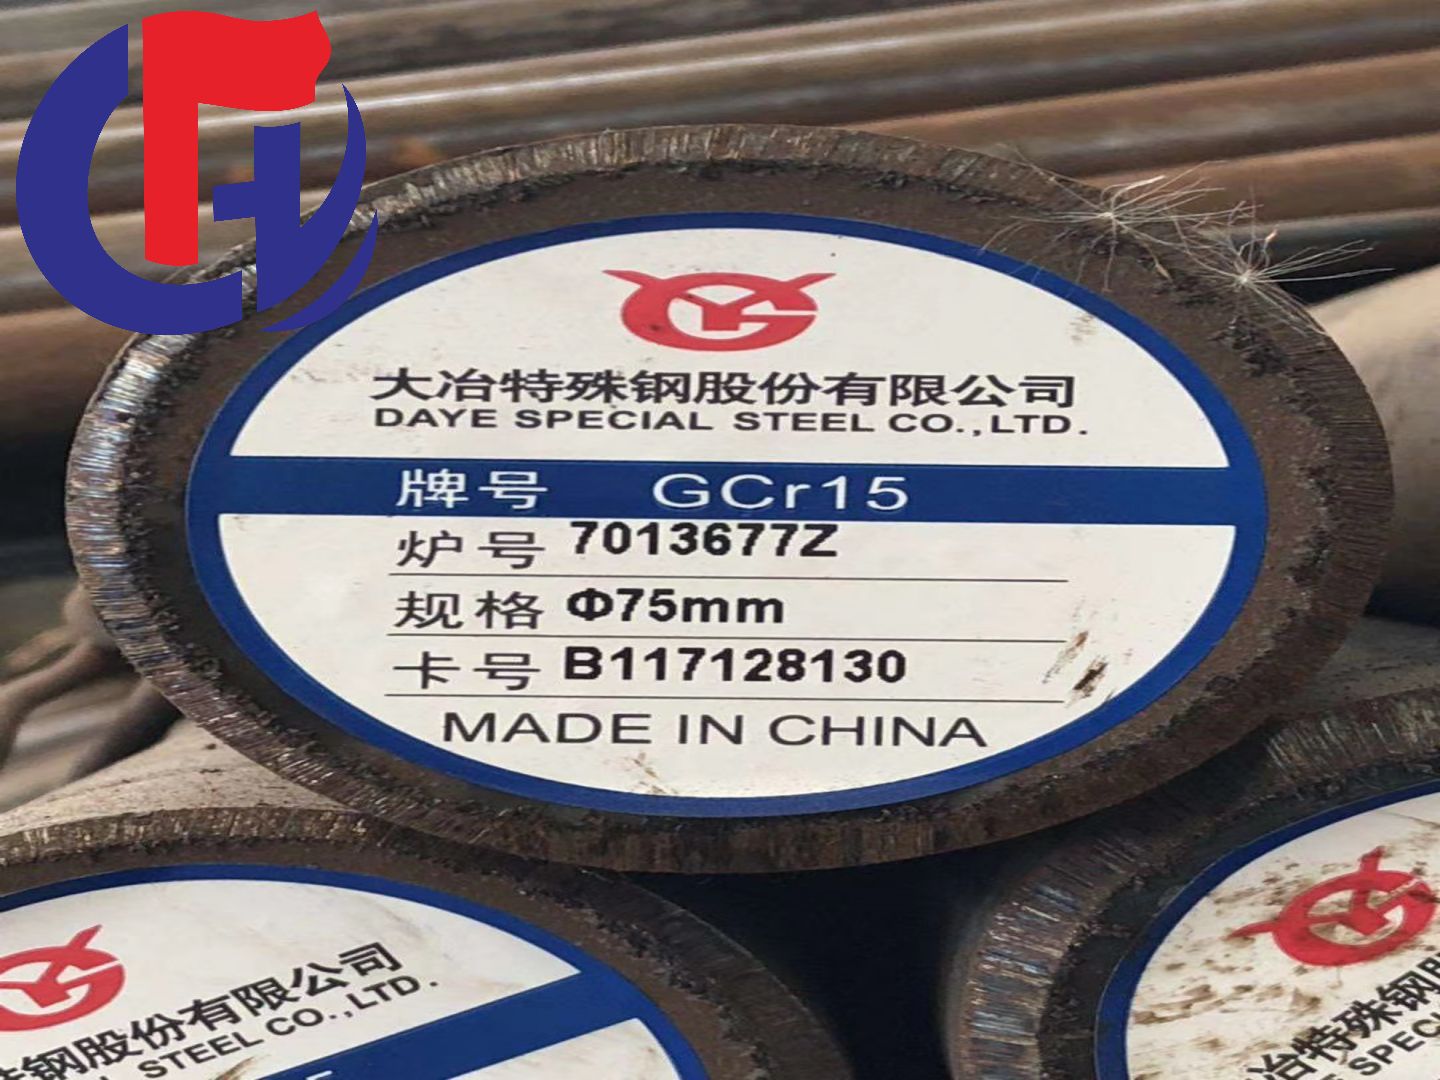 大冶特殊钢股份有限公司
DAYE SPECIAL STEEL CO.,LTD.
牌号 GCr15
炉号 7013677Z
规格 Φ75mm
卡号 B117128130
MADE IN CHINA
钢股份有限公司
STEEL CO.,LTD.
冶特殊钢
SPEC